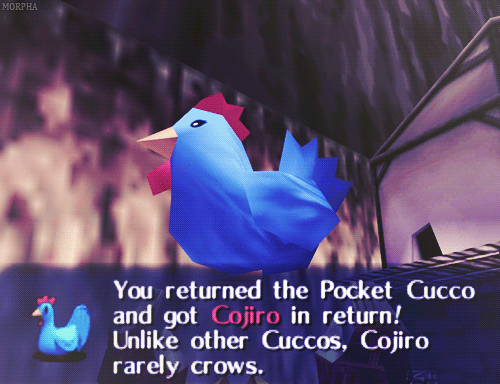 MORPHA
You returned the Pocket Cucco
and got Cojiro in return!
Unlike other Cuccos, Cojiro
rarely crows.